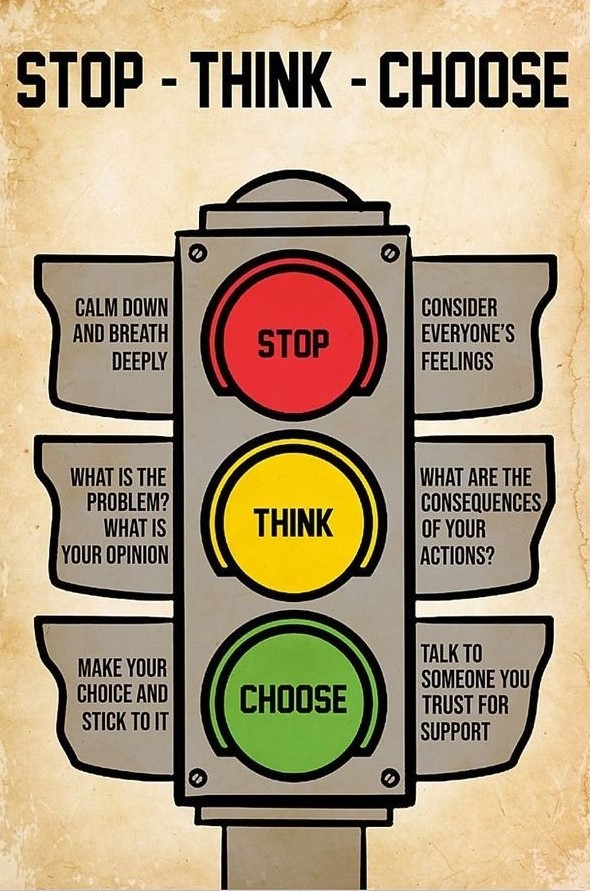 STOP - THINK - CHOOSE
CALM DOWN
AND BREATH
DEEPLY
STOP
CONSIDER
EVERYONE'S
FEELINGS
WHAT IS THE
PROBLEM?
WHAT IS
YOUR OPINION
THINK
WHAT ARE THE
CONSEQUENCES
OF YOUR
ACTIONS?
MAKE YOUR
CHOICE AND
STICK TO IT
CHOOSE
TALK TO
SOMEONE YOU
TRUST FOR
SUPPORT